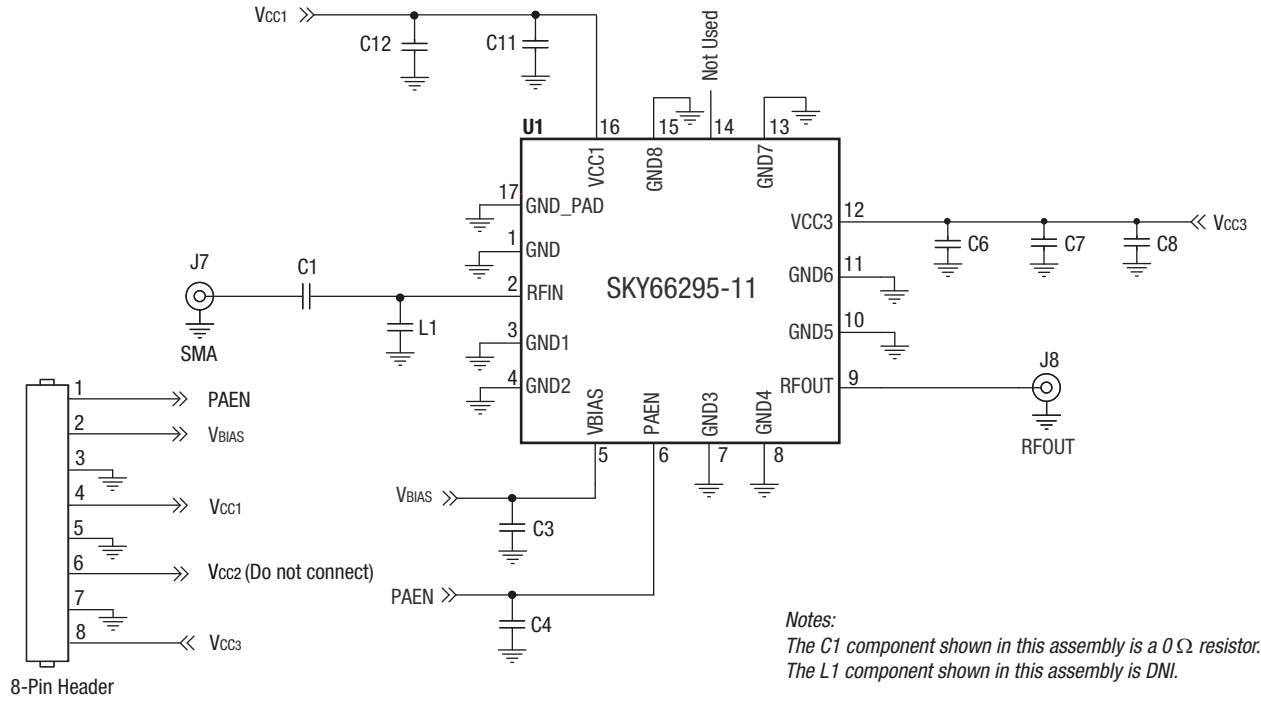 VCC1
C12
C11
Not Used
U1
16
15
14
13
VCC1
GND8
GND7
17
GND_PAD
1
GND
2
RFIN
3
GND1
4
GND2
SKY66295-11
VCC3
12
GND6
11
GND5
10
RFOUT
9
VBIAS
PAEN
GND3
GND4
5
6
7
8
C6
C7
C8
VCC3
J7
SMA
C1
L1
J8
RFOUT
1
PAEN
2
VBIAS
3
4
VCC1
5
6
VCC2 (Do not connect)
7
8
VCC3
8-Pin Header
VBIAS
C3
PAEN
C4
Notes:
The C1 component shown in this assembly is a 0 Ω resistor.
The L1 component shown in this assembly is DNI.